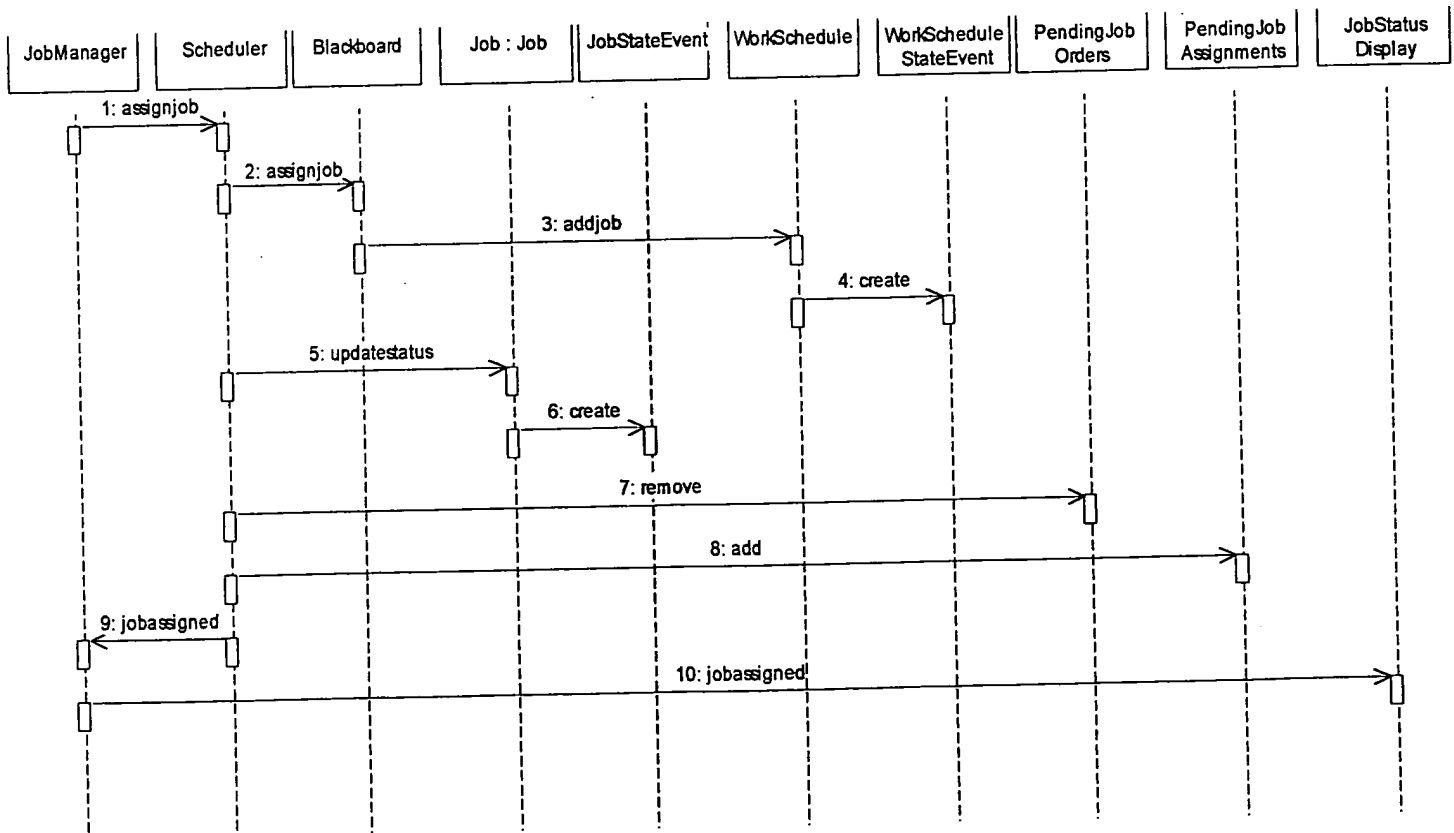 JobManager
Scheduler
Blackboard
Job : Job
JobStateEvent
WorkSchedule
WorkSchedule
StateEvent
PendingJob
Orders
PendingJob
Assignments
JobStatus
Display
1: assignjob
2: assignjob
3: addjob
4: create
5: updatestatus
6: create
7: remove
8: add
9: jobassigned
10: jobassigned